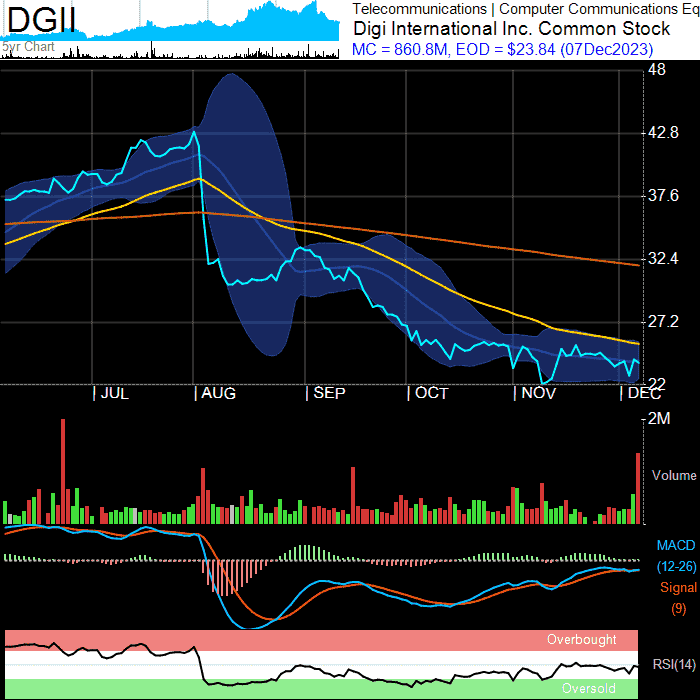 DGII
5yr Chart
Telecommunications | Computer Communications Eq
Digi International Inc. Common Stock
MC = 860.8M, EOD = $23.84 (07Dec2023)
48
42.8
37.6
32.4
27.2
22
| JUL | AUG | SEP | OCT | NOV | DEC
2M
Volume
MACD
(12-26)
Signal
(9)
Overbought
RSI(14)
Oversold